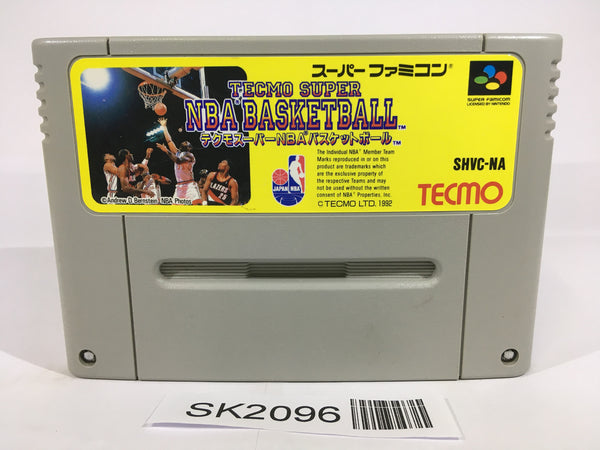 スーパーファミコン®
SUPER FAMICOM
LICENSED BY NINTENDO
TECMO SUPER
NBA BASKETBALL™
テクモスーパーNBAバスケットボール™
The Individual NBA Member Team
Marks reproduced in or on this
product are trademarks which
are the exclusive property of
the respective Teams and may
not be used without the written
consent of NBA Properties, Inc.
© TECMO LTD. 1992
JAPAN NBA
SHVC-NA
TECMO
©Andrew D Bernstein, NBA Photos
SK2096